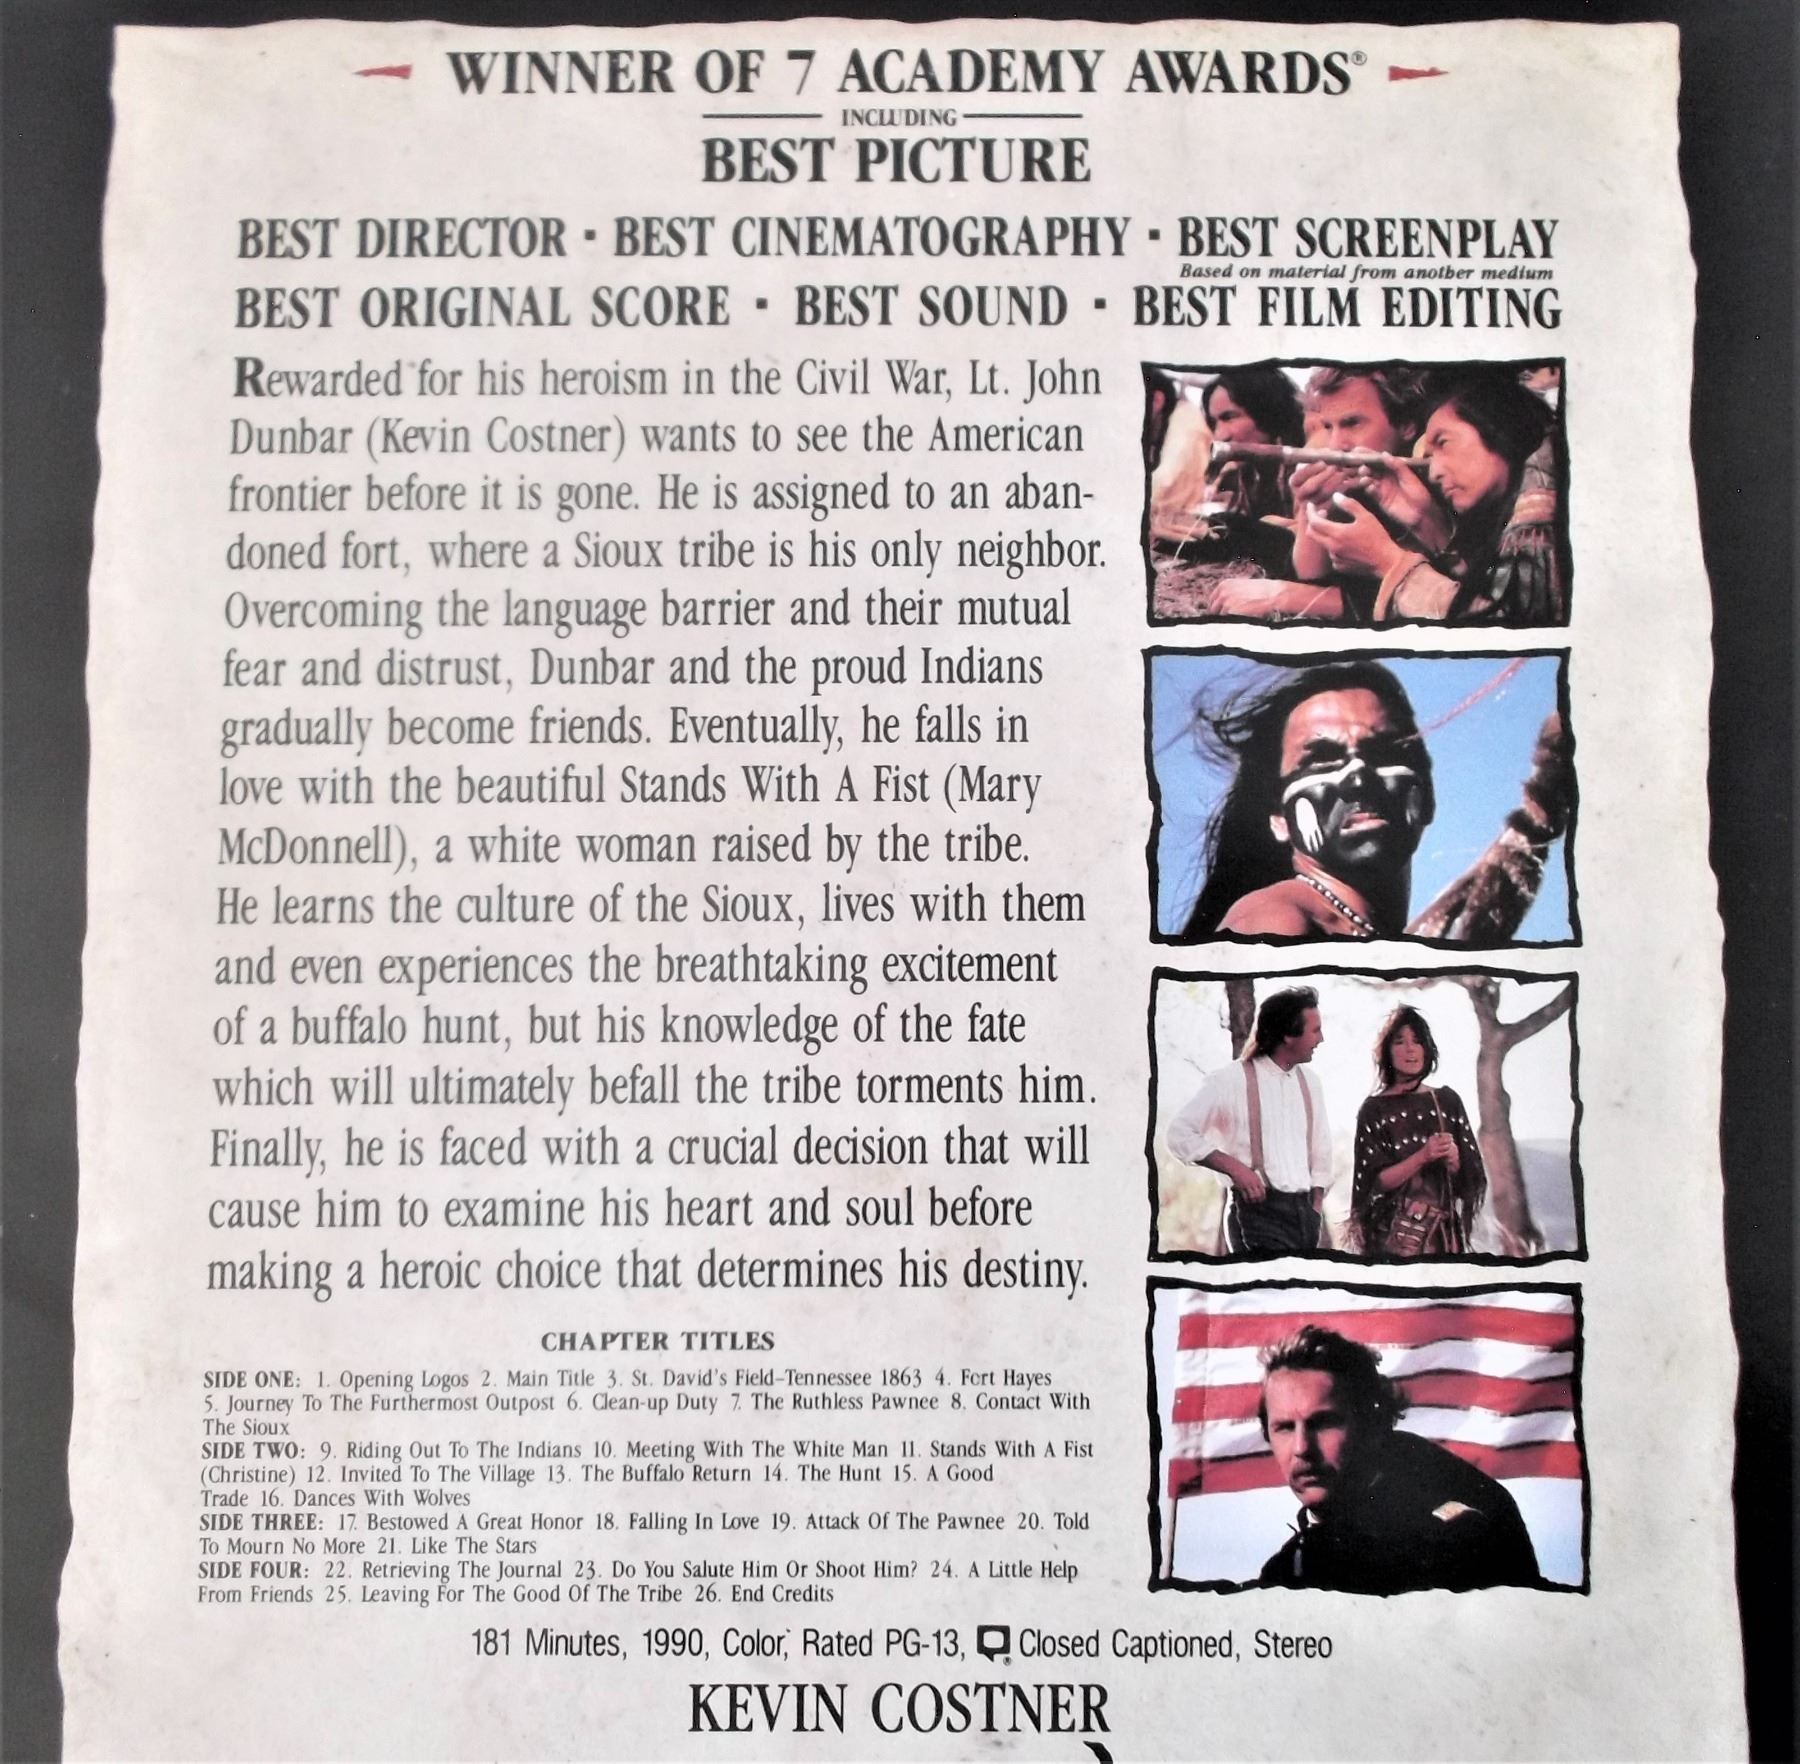 WINNER OF 7 ACADEMY AWARDS®
INCLUDING
BEST PICTURE
BEST DIRECTOR · BEST CINEMATOGRAPHY · BEST SCREENPLAY
Based on material from another medium
BEST ORIGINAL SCORE · BEST SOUND · BEST FILM EDITING
Rewarded for his heroism in the Civil War, Lt. John
Dunbar (Kevin Costner) wants to see the American
frontier before it is gone. He is assigned to an aban-
doned fort, where a Sioux tribe is his only neighbor.
Overcoming the language barrier and their mutual
fear and distrust, Dunbar and the proud Indians
gradually become friends. Eventually, he falls in
love with the beautiful Stands With A Fist (Mary
McDonnell), a white woman raised by the tribe.
He learns the culture of the Sioux, lives with them
and even experiences the breathtaking excitement
of a buffalo hunt, but his knowledge of the fate
which will ultimately befall the tribe torments him.
Finally, he is faced with a crucial decision that will
cause him to examine his heart and soul before
making a heroic choice that determines his destiny.
CHAPTER TITLES
SIDE ONE: 1. Opening Logos 2. Main Title 3. St. David's Field–Tennessee 1863 4. Fort Hayes
5. Journey To The Furthermost Outpost 6. Clean-up Duty 7. The Ruthless Pawnee 8. Contact With
The Sioux
SIDE TWO: 9. Riding Out To The Indians 10. Meeting With The White Man 11. Stands With A Fist
(Christine) 12. Invited To The Village 13. The Buffalo Return 14. The Hunt 15. A Good
Trade 16. Dances With Wolves
SIDE THREE: 17. Bestowed A Great Honor 18. Falling In Love 19. Attack Of The Pawnee 20. Told
To Mourn No More 21. Like The Stars
SIDE FOUR: 22. Retrieving The Journal 23. Do You Salute Him Or Shoot Him? 24. A Little Help
From Friends 25. Leaving For The Good Of The Tribe 26. End Credits
181 Minutes, 1990, Color, Rated PG-13, Closed Captioned, Stereo
KEVIN COSTNER